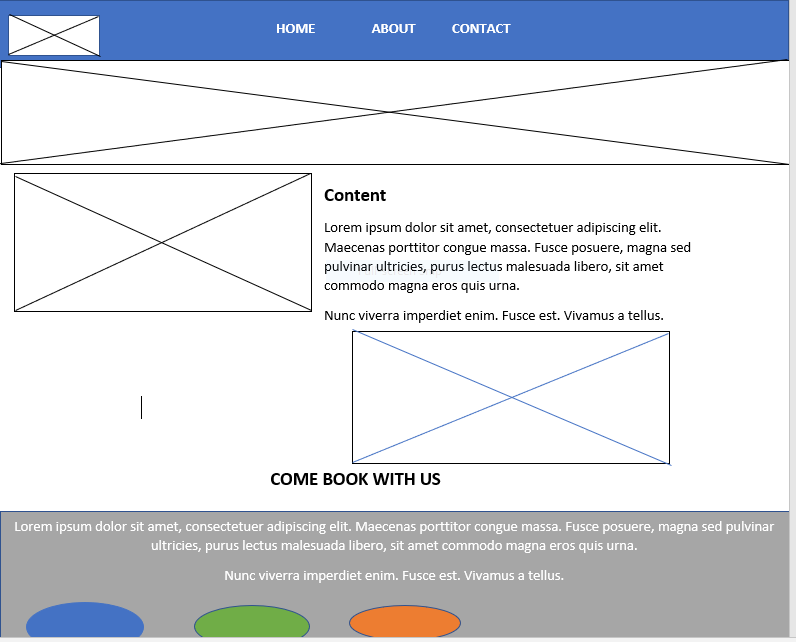 HOME ABOUT CONTACT
Content
Lorem ipsum dolor sit amet, consectetuer adipiscing elit.
Maecenas porttitor congue massa. Fusce posuere, magna sed
pulvinar ultricies, purus lectus malesuada libero, sit amet
commodo magna eros quis urna.
Nunc viverra imperdiet enim. Fusce est. Vivamus a tellus.
COME BOOK WITH US
Lorem ipsum dolor sit amet, consectetuer adipiscing elit. Maecenas porttitor congue massa. Fusce posuere, magna sed pulvinar
ultricies, purus lectus malesuada libero, sit amet commodo magna eros quis urna.
Nunc viverra imperdiet enim. Fusce est. Vivamus a tellus.